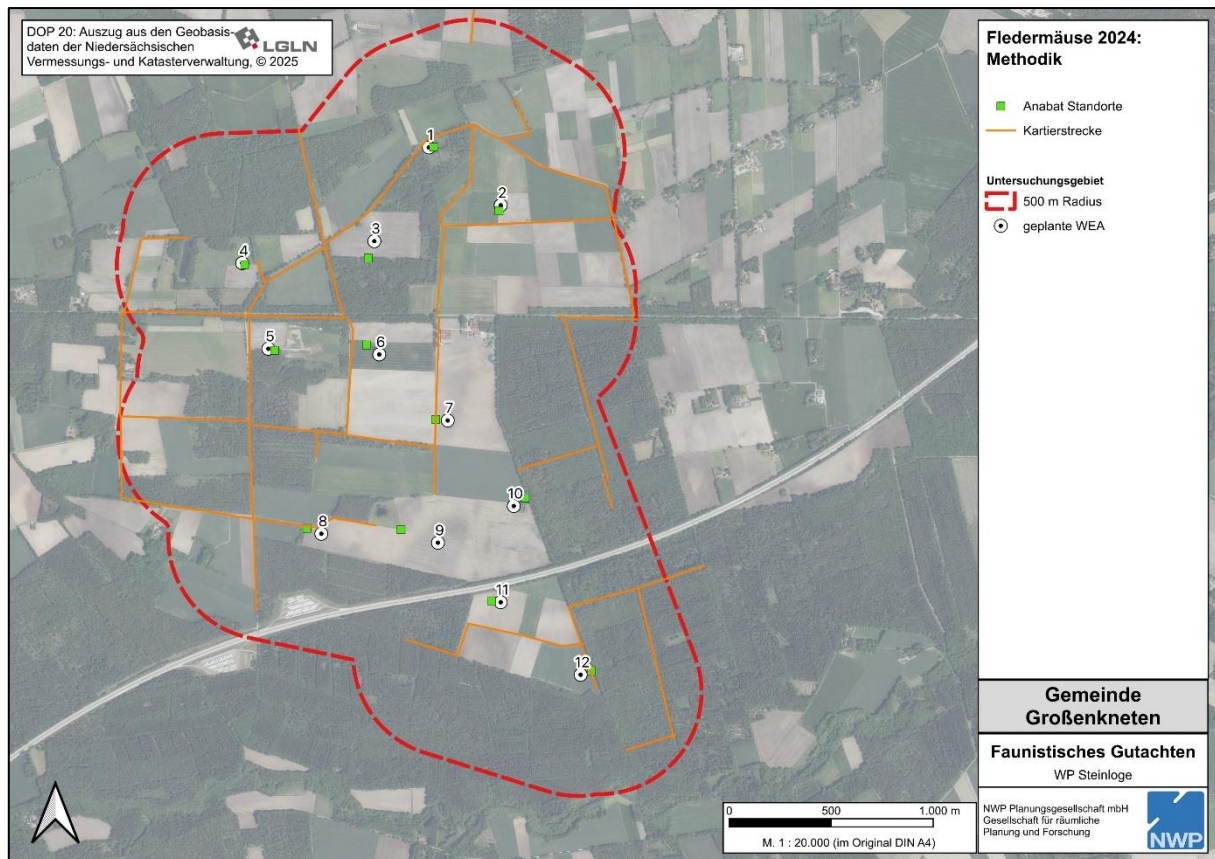 DOP 20: Auszug aus den Geobasis-
daten der Niedersächsischen
Vermessungs- und Katasterverwaltung, © 2025
LGLN
Fledermäuse 2024:
Methodik
Anabat Standorte
Kartierstrecke
Untersuchungsgebiet
500 m Radius
geplante WEA
1
2
3
4
5
6
7
8
9
10
11
12
Gemeinde
Großenkneten
Faunistisches Gutachten
WP Steinloge
NWP Planungsgesellschaft mbH
Gesellschaft für räumliche
Planung und Forschung
NWP
0 500 1.000 m
M. 1 : 20.000 (im Original DIN A4)